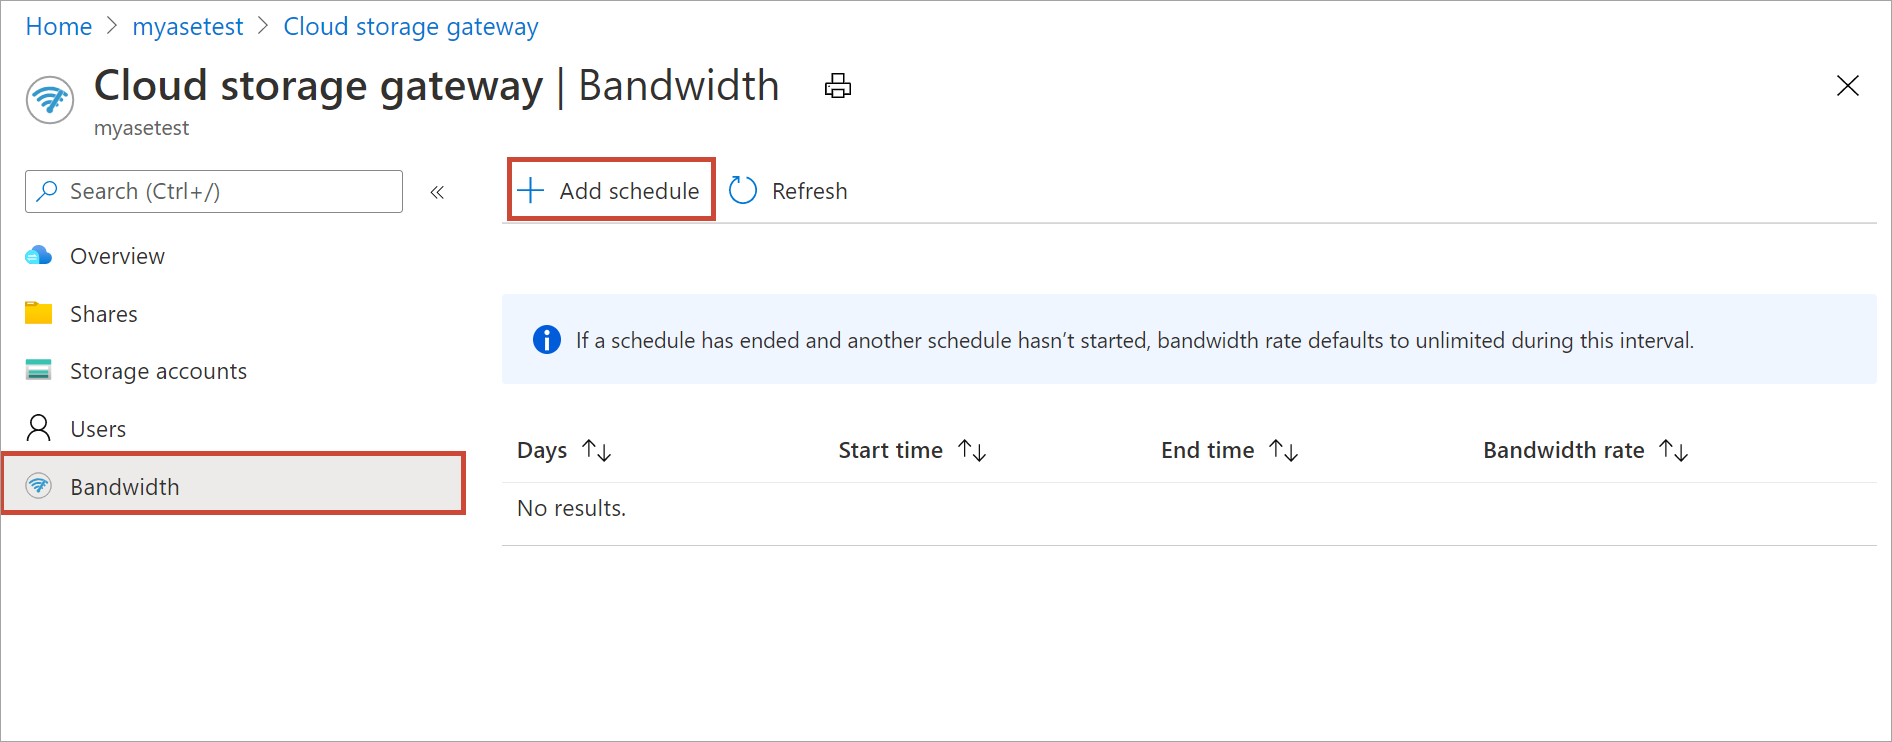 Home > myasetest > Cloud storage gateway
Cloud storage gateway | Bandwidth
myasetest
Search (Ctrl+/)
«
+ Add schedule
Refresh
Overview
Shares
Storage accounts
Users
Bandwidth
If a schedule has ended and another schedule hasn’t started, bandwidth rate defaults to unlimited during this interval.
Days ↑↓ Start time ↑↓ End time ↑↓ Bandwidth rate ↑↓
No results.